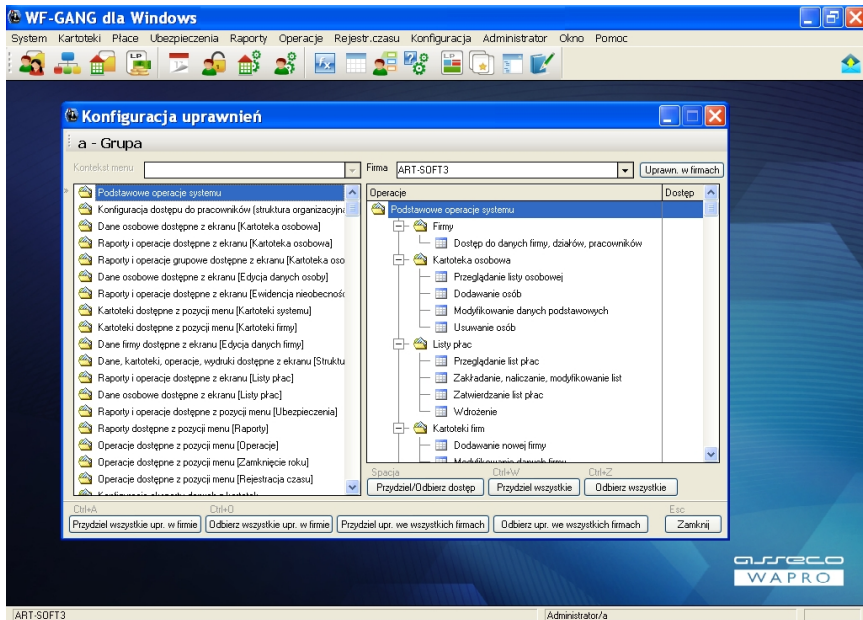 WF-GANG dla Windows
System Kartoteki Płace Ubezpieczenia Raporty Operacje Rejestr.czasu Konfiguracja Administrator Okno Pomoc
Konfiguracja uprawnień
a - Grupa
Kontekst menu Firma ART-SOFT3 Uprawn. w firmach
Podstawowe operacje systemu
Konfiguracja dostępu do pracowników (struktura organizacyjn
Dane osobowe dostępne z ekranu [Kartoteka osobowa]
Raporty i operacje dostępne z ekranu [Kartoteka osobowa]
Raporty i operacje grupowe dostępne z ekranu [Kartoteka oso
Dane osobowe dostępne z ekranu [Edycja danych osoby]
Raporty i operacje dostępne z ekranu [Ewidencja nieobecnośc
Kartoteki dostępne z pozycji menu [Kartoteki systemu]
Kartoteki dostępne z pozycji menu [Kartoteki firmy]
Dane firmy dostępne z ekranu [Edycja danych firmy]
Dane, kartoteki, operacje, wydruki dostępne z ekranu [Struktu
Raporty i operacje dostępne z ekranu [Listy płac]
Dane osobowe dostępne z ekranu [Listy płac]
Raporty i operacje dostępne z pozycji menu [Ubezpieczenia]
Raporty dostępne z pozycji menu [Raporty]
Operacje dostępne z pozycji menu [Operacje]
Operacje dostępne z pozycji menu [Zamknięcie roku]
Operacje dostępne z pozycji menu [Rejestracja czasu]
Operacje Dostęp
Podstawowe operacje systemu
Firmy
Dostęp do danych firmy, działów, pracowników
Kartoteka osobowa
Przeglądanie listy osobowej
Dodawanie osób
Modyfikowanie danych podstawowych
Usuwanie osób
Listy płac
Przeglądanie list płac
Zakładanie, naliczanie, modyfikowanie list
Zatwierdzanie list płac
Wdrożenie
Kartoteki firm
Dodawanie nowej firmy
Modyfikowanie danych firmy
Spacja Ctrl+W Ctrl+Z
Przydziel/Odbierz dostęp Przydziel wszystkie Odbierz wszystkie
Ctrl+A Ctrl+O Esc
Przydziel wszystkie upr. w firmie Odbierz wszystkie upr. w firmie Przydziel upr. we wszystkich firmach Odbierz upr. we wszystkich firmach Zamknij
asseco
WAPRO
ART-SOFT3 Administrator/a